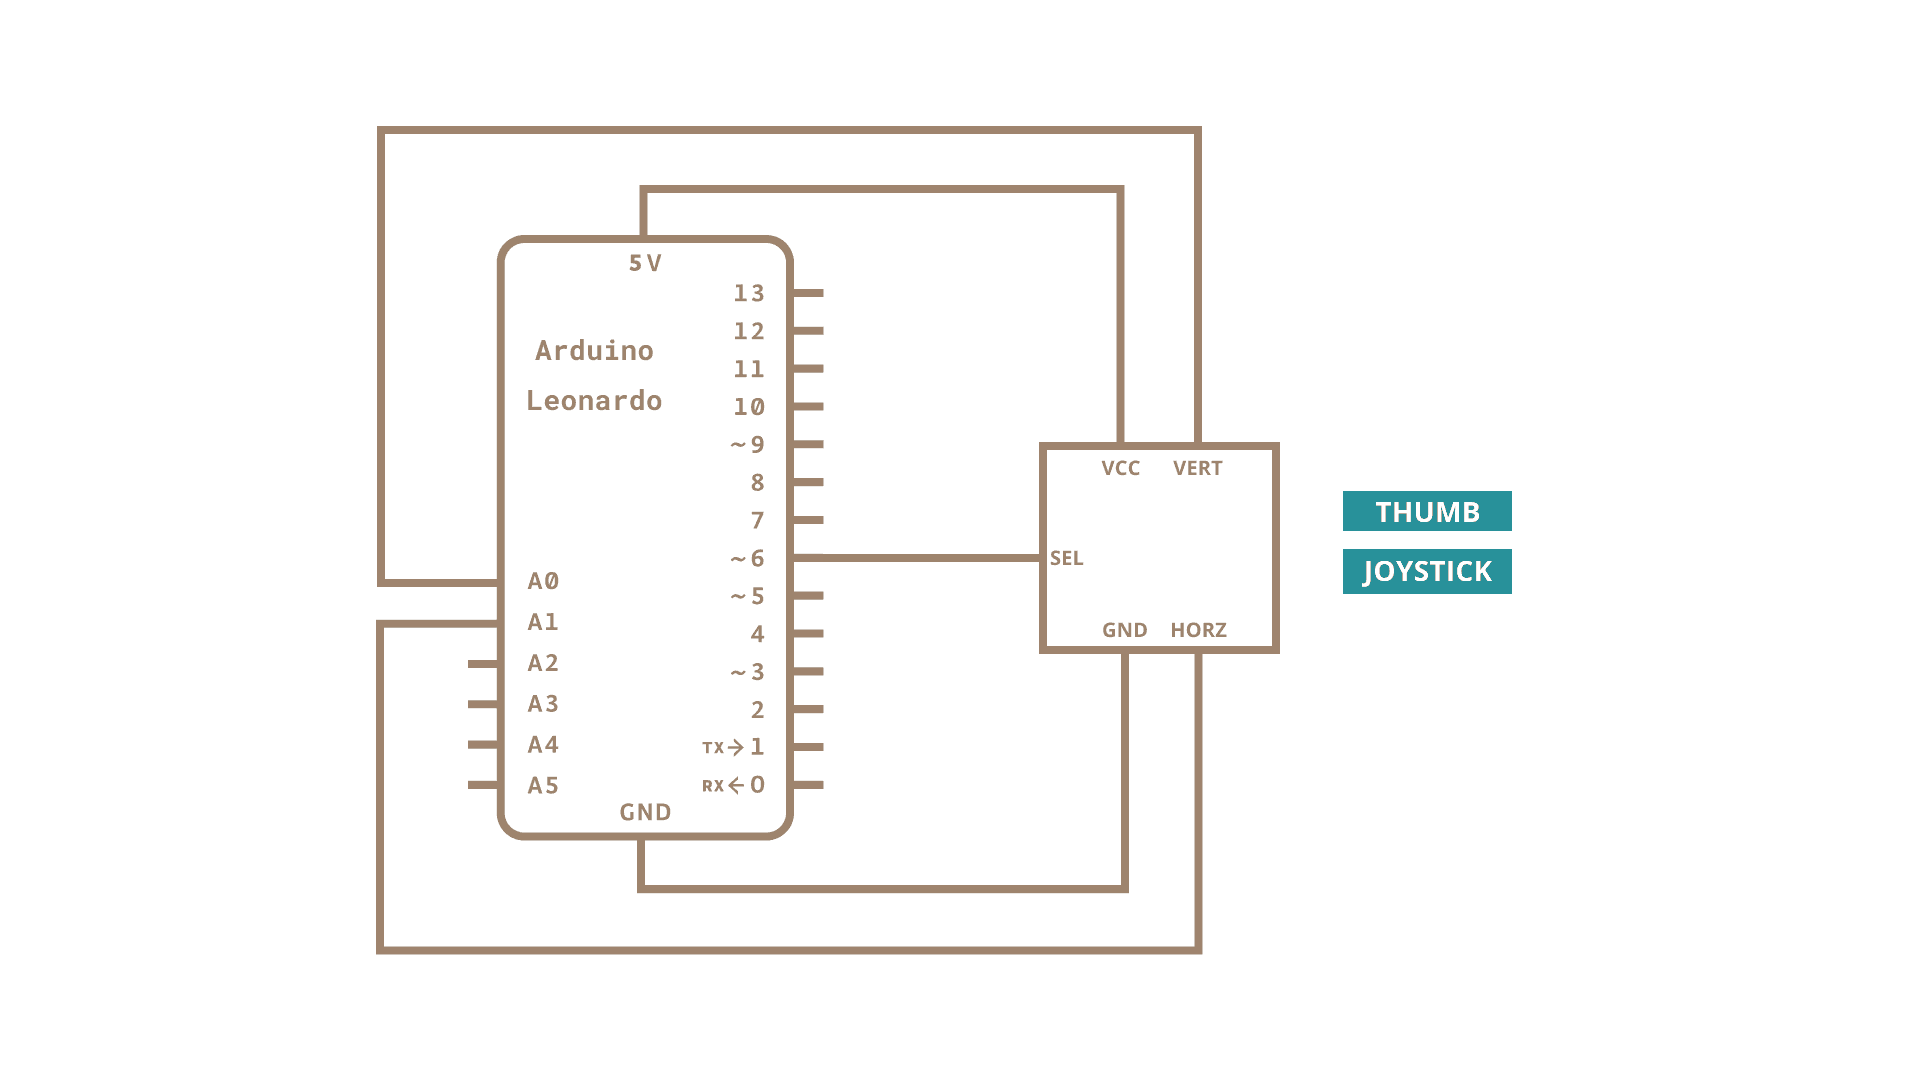 5V
Arduino
Leonardo
13
12
11
10
~9
8
7
~6
~5
4
~3
2
TX→1
RX←0
A0
A1
A2
A3
A4
A5
GND
VCC VERT
SEL
GND HORZ
THUMB
JOYSTICK